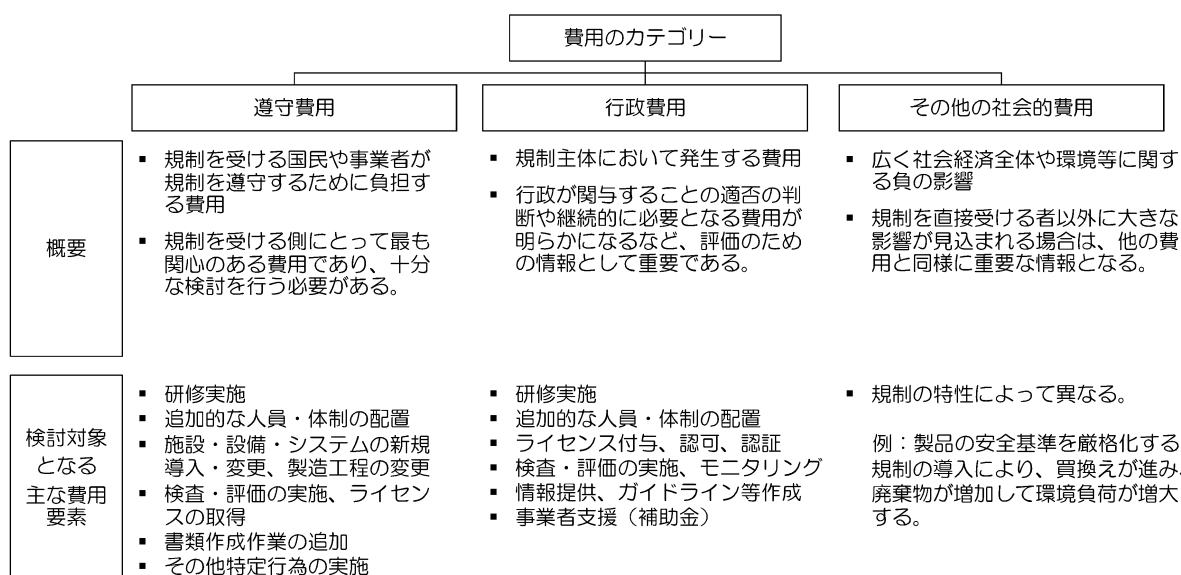 費用のカテゴリー
遵守費用
行政費用
その他の社会的費用
概要
▪ 規制を受ける国民や事業者が
規制を遵守するために負担す
る費用
▪ 規制を受ける側にとって最も
関心のある費用であり、十分
な検討を行う必要がある。
▪ 規制主体において発生する費用
▪ 行政が関与することの適否の判
断や継続的に必要となる費用が
明らかになるなど、評価のため
の情報として重要である。
▪ 広く社会経済全体や環境等に関す
る負の影響
▪ 規制を直接受ける者以外に大きな
影響が見込まれる場合は、他の費
用と同様に重要な情報となる。
検討対象
となる
主な費用
要素
▪ 研修実施
▪ 追加的な人員・体制の配置
▪ 施設・設備・システムの新規
導入・変更、製造工程の変更
▪ 検査・評価の実施、ライセン
スの取得
▪ 書類作成作業の追加
▪ その他特定行為の実施
▪ 研修実施
▪ 追加的な人員・体制の配置
▪ ライセンス付与、認可、認証
▪ 検査・評価の実施、モニタリング
▪ 情報提供、ガイドライン等作成
▪ 事業者支援（補助金）
▪ 規制の特性によって異なる。
例：製品の安全基準を厳格化する
規制の導入により、買換えが進み、
廃棄物が増加して環境負荷が増大
する。